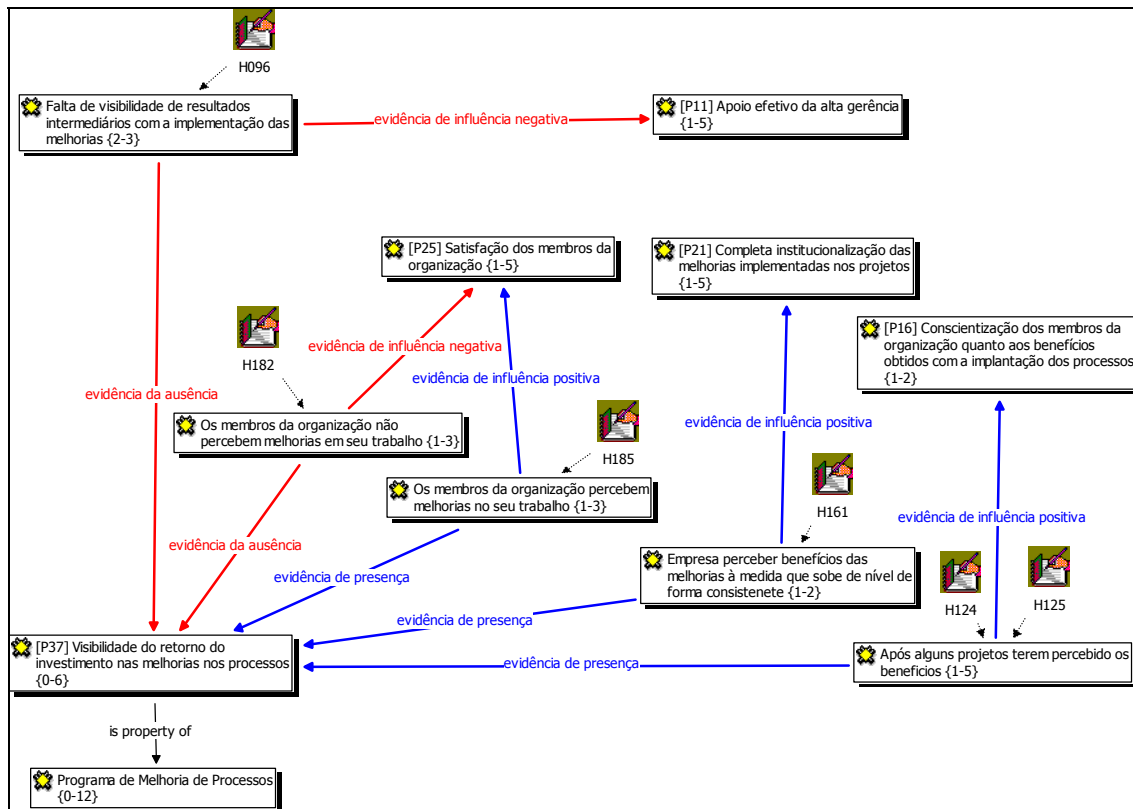 H096
Falta de visibilidade de resultados
intermediários com a implementação das
melhorias {2-3}
evidência de influência negativa
[P11] Apoio efetivo da alta gerência
{1-5}
[P25] Satisfação dos membros da
organização {1-5}
[P21] Completa institucionalização das
melhorias implementadas nos projetos
{1-5}
[P16] Conscientização dos membros da
organização quanto aos benefícios
obtidos com a implantação dos processos
{1-2}
H182
evidência de influência negativa
evidência de influência positiva
evidência da ausência
Os membros da organização não
percebem melhorias em seu trabalho {1-3}
evidência de influência positiva
H185
Os membros da organização percebem
melhorias no seu trabalho {1-3}
H161
evidência de influência positiva
evidência da ausência
Empresa perceber benefícios das
melhorias à medida que sobe de nível de
forma consistenete {1-2}
evidência de presença
H124
H125
evidência de presença
[P37] Visibilidade do retorno do
investimento nas melhorias nos processos
{0-6}
evidência de presença
Após alguns projetos terem percebido os
beneficios {1-5}
is property of
Programa de Melhoria de Processos
{0-12}